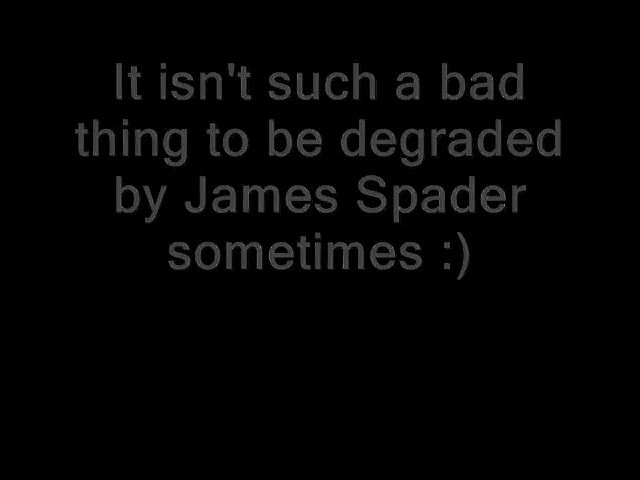 It isn't such a bad
thing to be degraded
by James Spader
sometimes :)